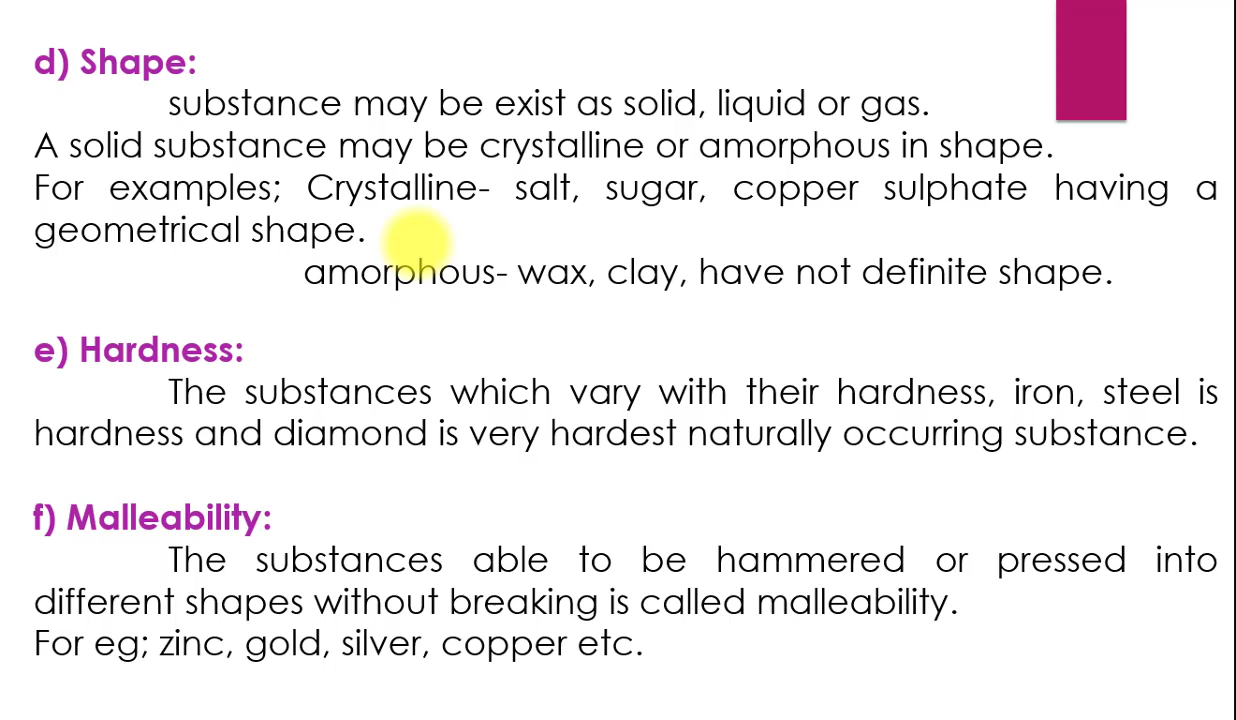 d) Shape:
substance may be exist as solid, liquid or gas.
A solid substance may be crystalline or amorphous in shape.
For examples; Crystalline- salt, sugar, copper sulphate having a
geometrical shape.
amorphous- wax, clay, have not definite shape.
e) Hardness:
The substances which vary with their hardness, iron, steel is
hardness and diamond is very hardest naturally occurring substance.
f) Malleability:
The substances able to be hammered or pressed into
different shapes without breaking is called malleability.
For eg; zinc, gold, silver, copper etc.